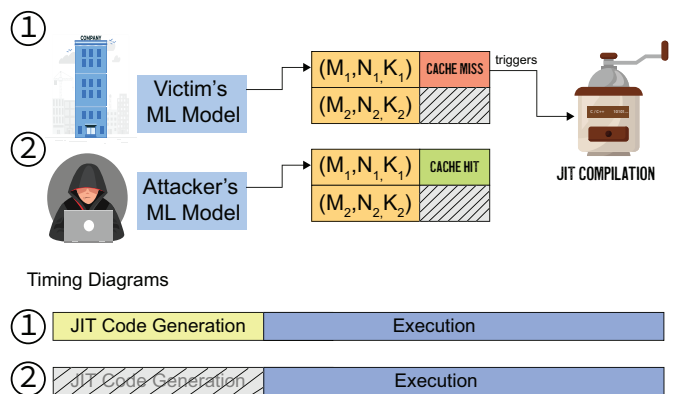 ①
COMPANY
Victim's
ML Model
(M₁,N₁,K₁) CACHE MISS
triggers
(M₂,N₂,K₂)
JIT COMPILATION
②
Attacker's
ML Model
(M₁,N₁,K₁) CACHE HIT
(M₂,N₂,K₂)
Timing Diagrams
① JIT Code Generation Execution
② JIT Code Generation Execution